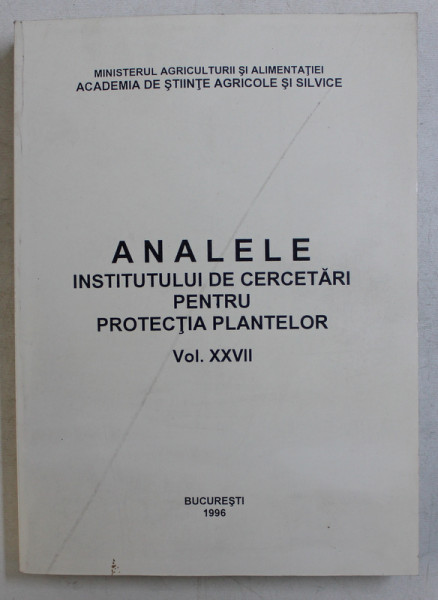 MINISTERUL AGRICULTURII ŞI ALIMENTAŢIEI
ACADEMIA DE ŞTIINŢE AGRICOLE ŞI SILVICE
ANALELE
INSTITUTULUI DE CERCETĂRI
PENTRU
PROTECŢIA PLANTELOR
Vol. XXVII
BUCUREŞTI
1996